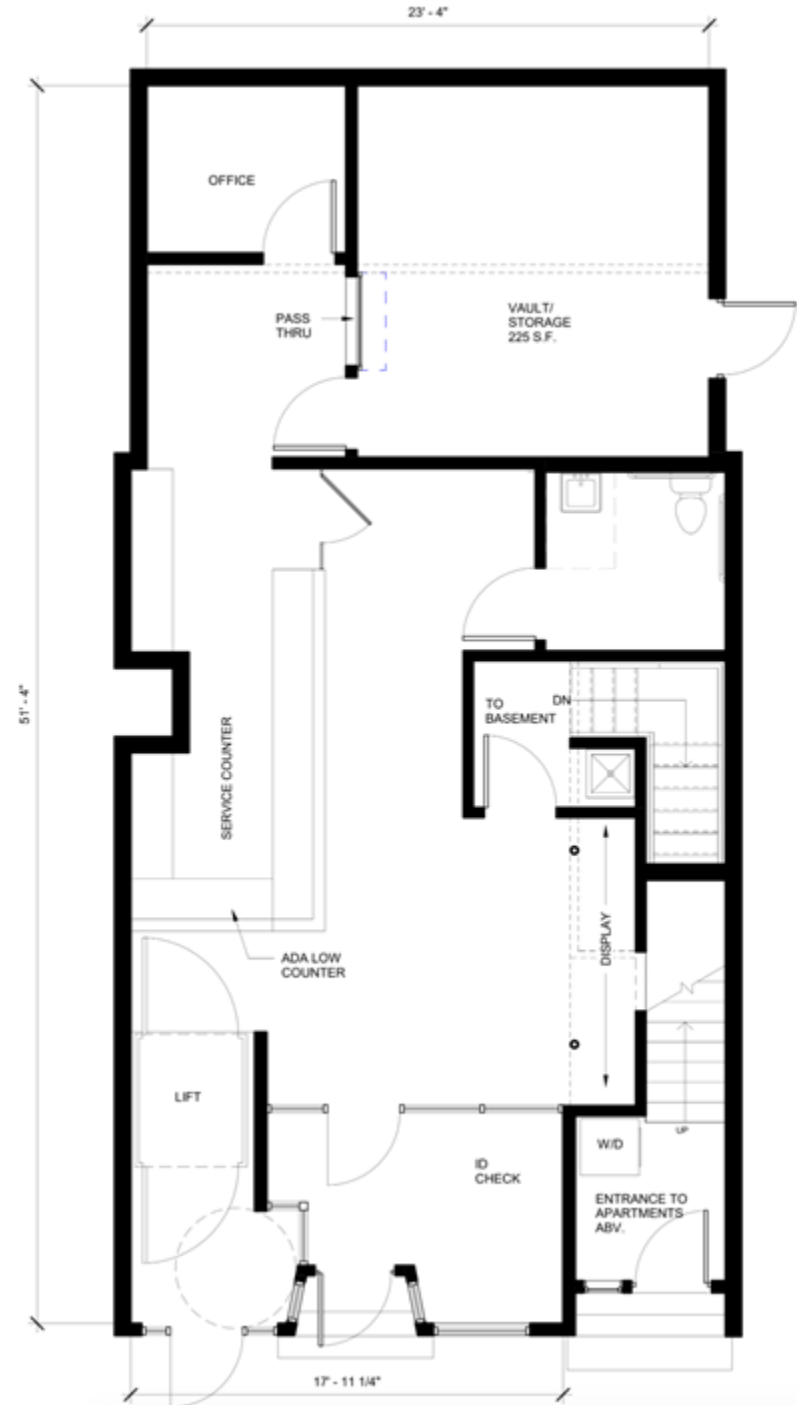 23' - 4"
OFFICE
PASS
THRU
VAULT/
STORAGE
225 S.F.
51' - 4"
TO
BASEMENT
DN
SERVICE COUNTER
DISPLAY
ADA LOW
COUNTER
LIFT
UP
W/D
ID
CHECK
ENTRANCE TO
APARTMENTS
ABV.
17' - 11 1/4"